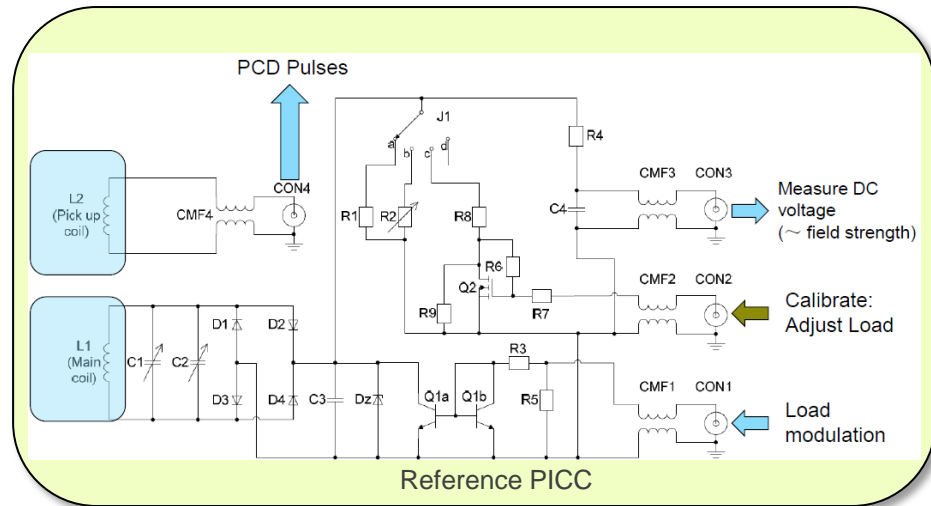 PCD Pulses
J1
a
b
c
d
R4
L2
(Pick up
coil)
CMF4
CON4
R1
R2
R8
C4
CMF3
CON3
Measure DC
voltage
(~ field strength)
R6
Q2
R9
R7
CMF2
CON2
Calibrate:
Adjust Load
L1
(Main
coil)
C1
C2
D1
D2
D3
D4
C3
Dz
Q1a
Q1b
R3
R5
CMF1
CON1
Load
modulation
Reference PICC